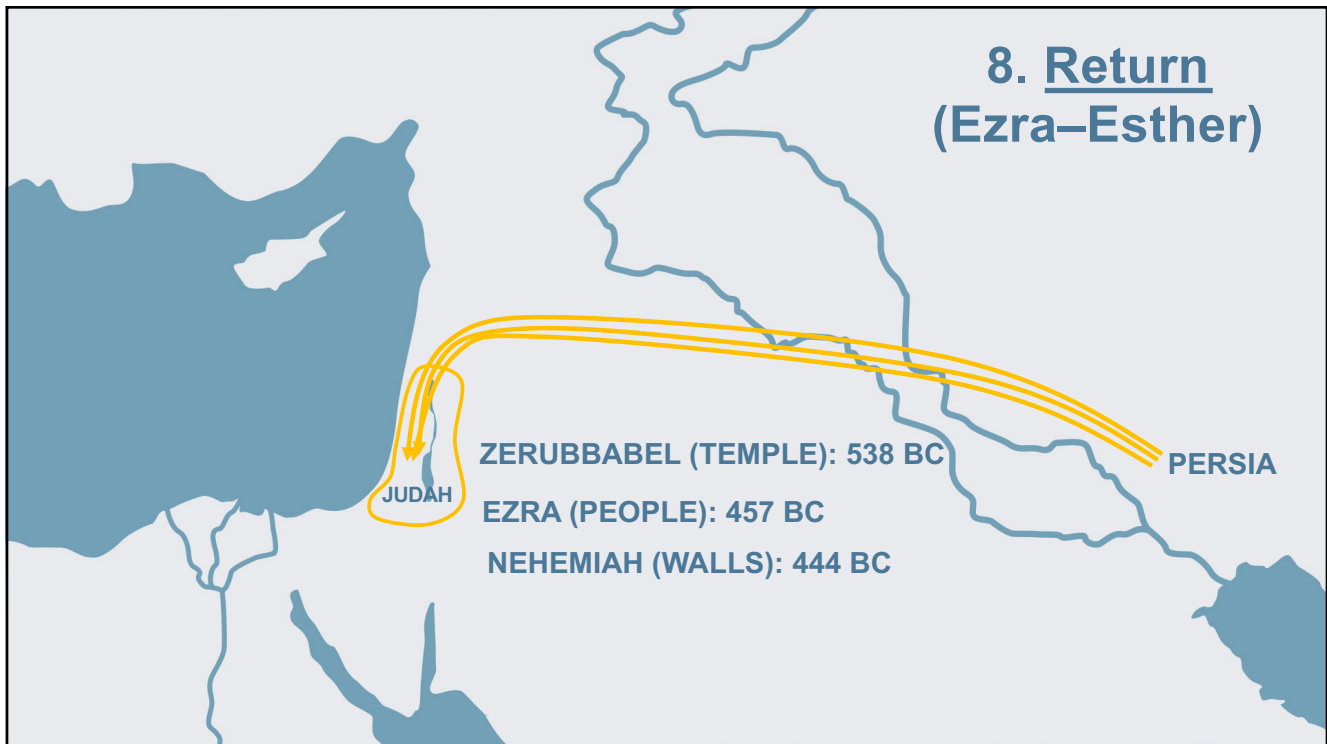 8. Return
(Ezra–Esther)
ZERUBBABEL (TEMPLE): 538 BC
PERSIA
JUDAH
EZRA (PEOPLE): 457 BC
NEHEMIAH (WALLS): 444 BC